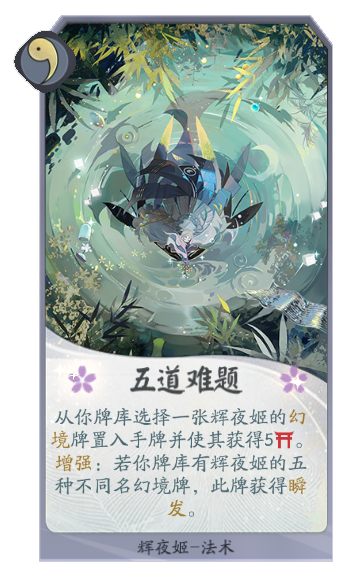 五道难题
从你牌库选择一张辉夜姬的幻
境牌置入手牌并使其获得5⛩。
增强：若你牌库有辉夜姬的五
种不同名幻境牌，此牌获得瞬
发。
辉夜姬-法术